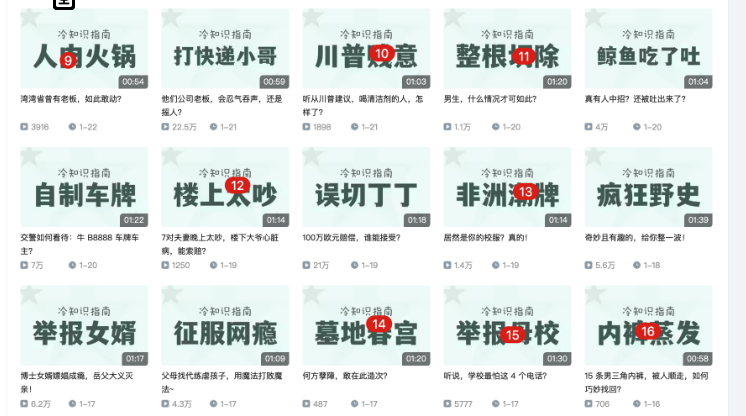 冷知识指南 冷知识指南 冷知识指南 冷知识指南 冷知识指南
人肉火锅 9 打快递小哥 川普贱意 10 整根切除 11 鲸鱼吃了吐
00:54 00:59 01:03 01:20 01:04
湾湾省曾有老板，如此敢动? 他们公司老板，会忍气吞声，还是 听从川普建议，喝清洁剂的人，怎 男生，什么情况才可如此? 真有人中招? 还被吐出来了?
摇人? 样了?
3916 1-22 22.5万 1-21 1898 1-21 1.1万 1-20 4万 1-20
冷知识指南 冷知识指南 冷知识指南 冷知识指南 冷知识指南
自制车牌 楼上太吵 12 误切丁丁 非洲潮牌 13 疯狂野史
01:22 01:14 01:18 01:14 01:39
交警如何看待：牛 B8888 车牌车 7对夫妻晚上太吵，楼下大爷心脏 100万欧元赔偿，谁能接受? 居然是你的校服? 真的! 奇妙且有趣的，给你整一波!
主? 病，能索赔?
7万 1-20 1250 1-19 21万 1-19 1.4万 1-19 5.6万 1-18
冷知识指南 冷知识指南 冷知识指南 冷知识指南 冷知识指南
举报女婿 征服网瘾 墓地春宫 14 举报母校 15 内裤蒸发 16
01:17 01:09 01:20 01:30 00:58
博士女婿嫖娼成瘾，岳父大义灭 父母找代练虐孩子，用魔法打败魔 何方孽障，敢在此造次? 听说，学校最怕这 4 个电话? 15 条男三角内裤，被人顺走，如何
亲! 法~ 巧妙找回?
6.2万 1-17 4.3万 1-17 487 1-17 5777 1-17 706 1-16